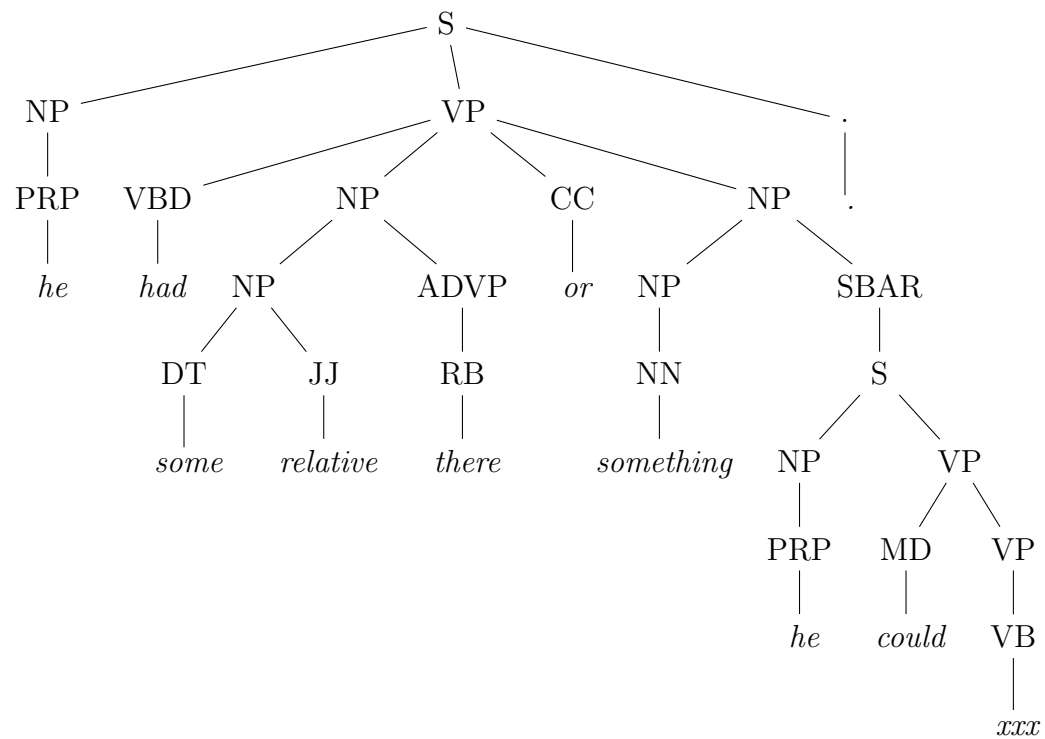 S
NP VP .
PRP VBD NP CC NP .
he had NP ADVP or NP SBAR
DT JJ RB NN S
some relative there something NP VP
PRP MD VP
he could VB
xxx